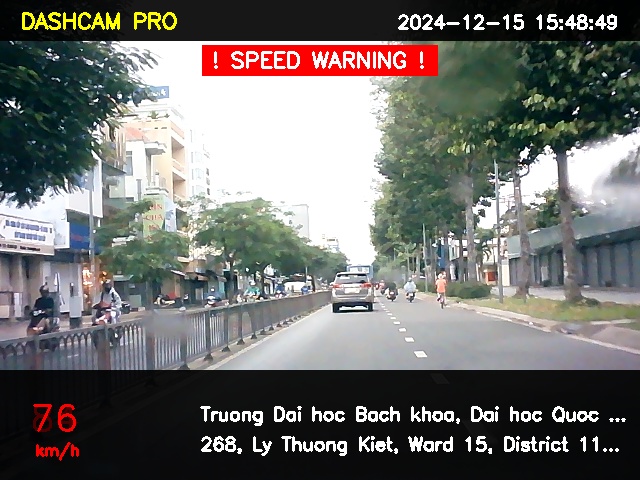 DASHCAM PRO
2024-12-15 15:48:49
! SPEED WARNING !
76
km/h
Truong Dai hoc Bach khoa, Dai hoc Quoc ...
268, Ly Thuong Kiet, Ward 15, District 11...